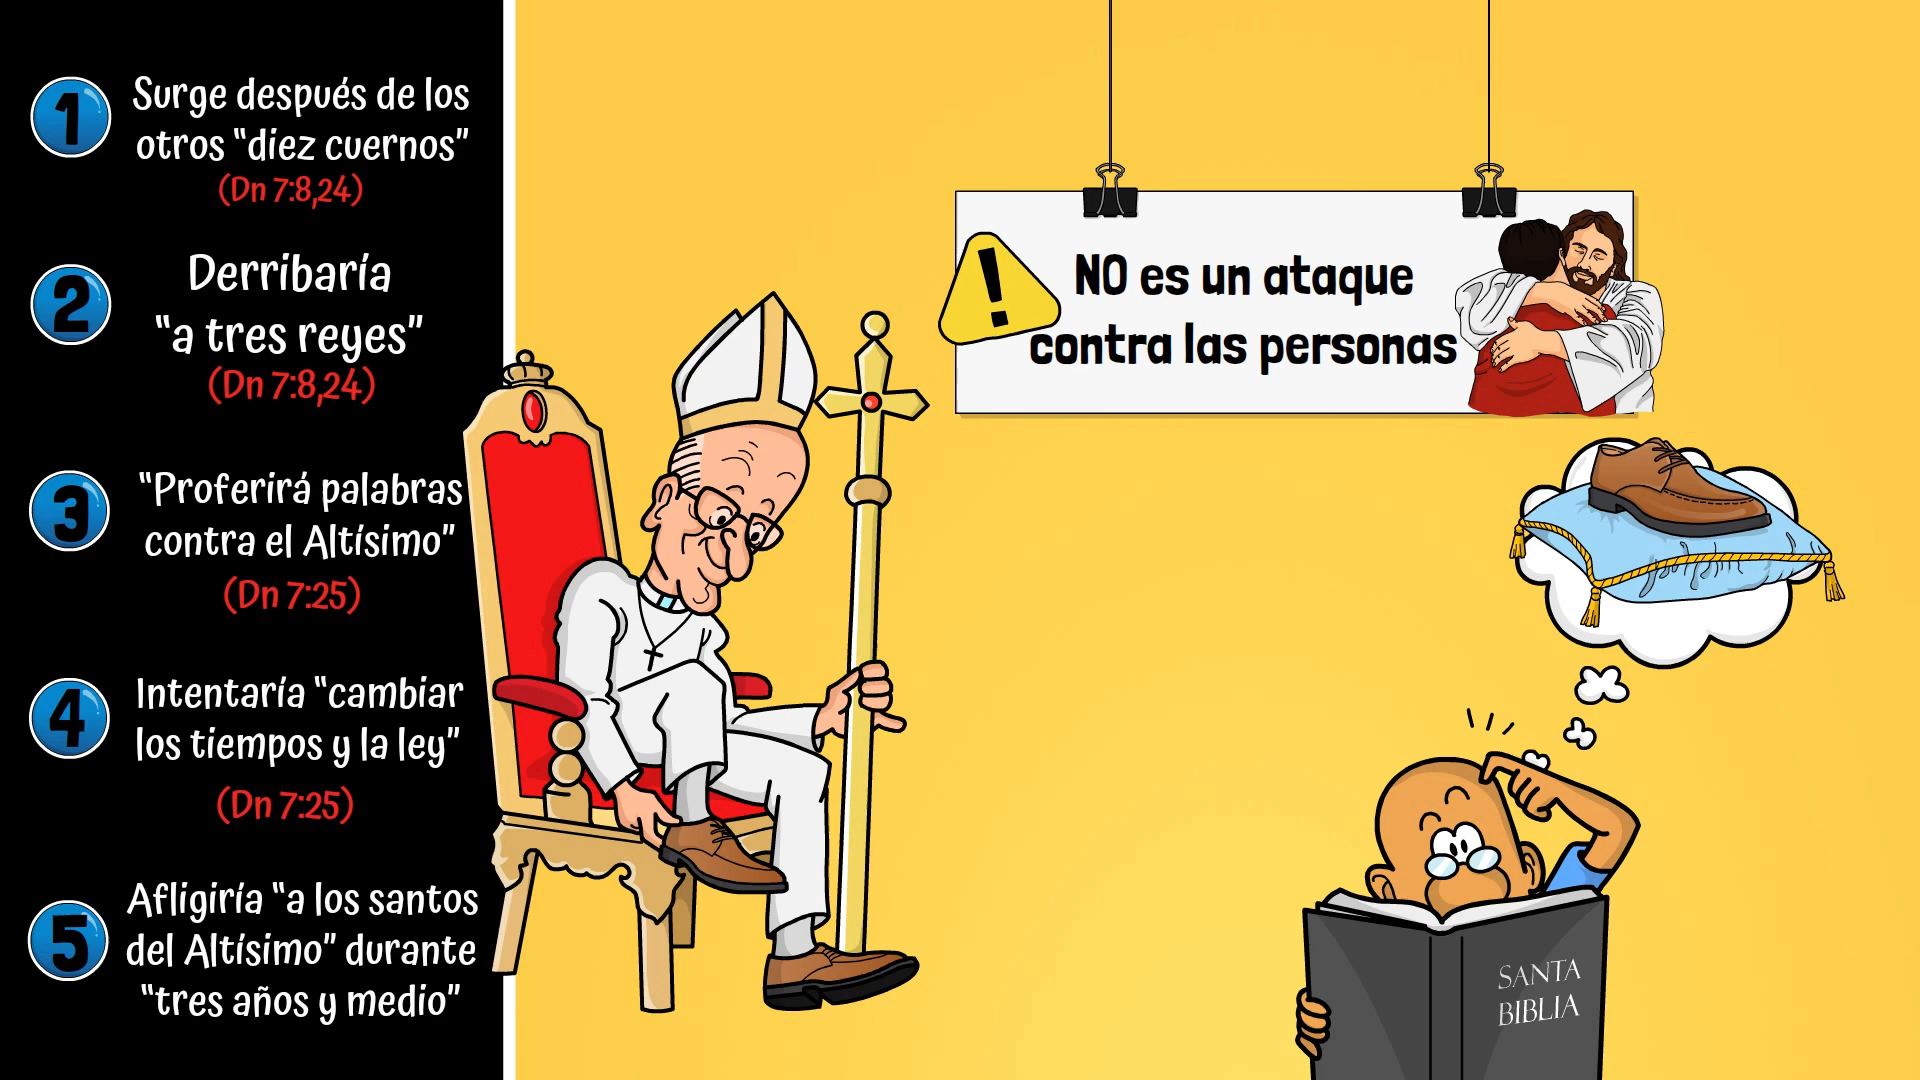 1
Surge después de los
otros “diez cuernos”
(Dn 7:8,24)
2
Derribaría
“a tres reyes”
(Dn 7:8,24)
3
“Proferirá palabras
contra el Altísimo”
(Dn 7:25)
4
Intentaría “cambiar
los tiempos y la ley”
(Dn 7:25)
5
Afligiría “a los santos
del Altísimo” durante
“tres años y medio”
!
NO es un ataque
contra las personas
SANTA
BIBLIA